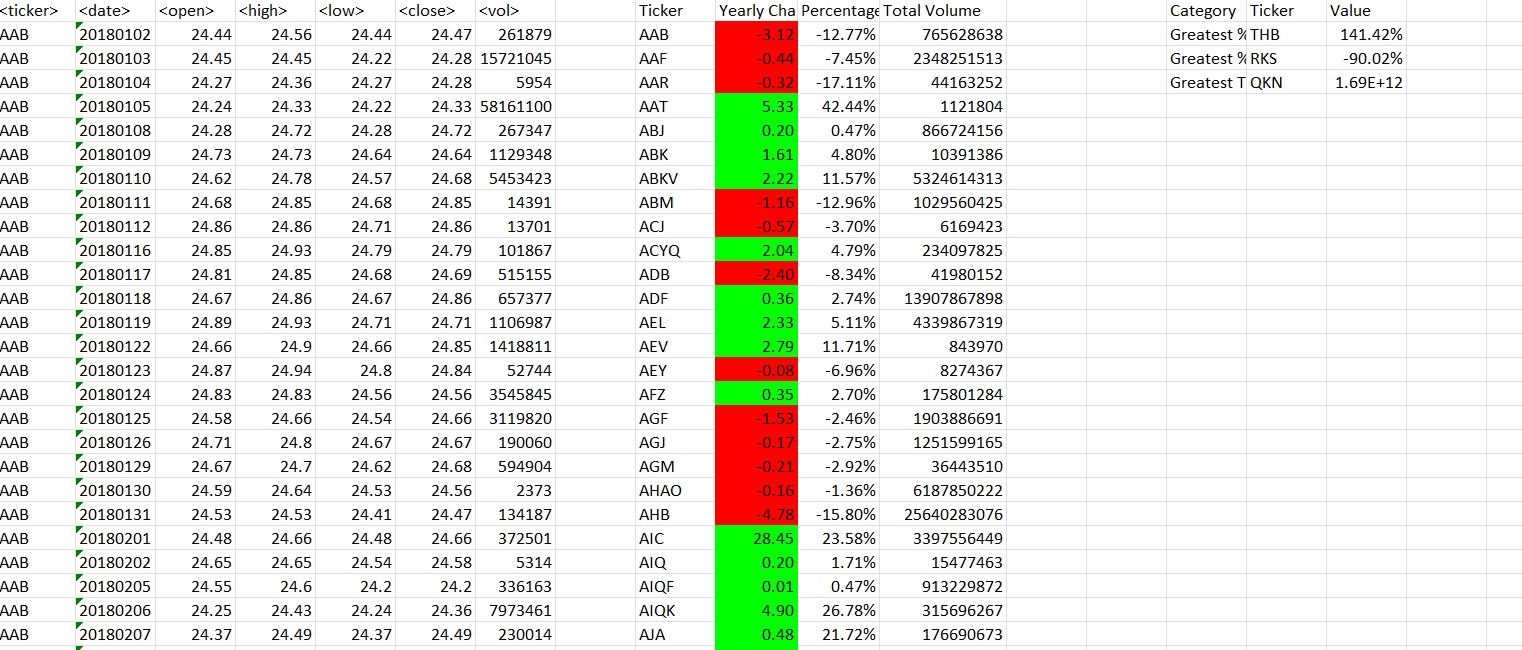 <ticker> <date> <open> <high> <low> <close> <vol> Ticker Yearly Cha Percentage Total Volume Category Ticker Value
AAB 20180102 24.44 24.56 24.44 24.47 261879 AAB -3.12 -12.77% 765628638 Greatest % THB 141.42%
AAB 20180103 24.45 24.45 24.22 24.28 15721045 AAF -0.44 -7.45% 2348251513 Greatest % RKS -90.02%
AAB 20180104 24.27 24.36 24.27 24.28 5954 AAR -0.32 -17.11% 44163252 Greatest T QKN 1.69E+12
AAB 20180105 24.24 24.33 24.22 24.33 58161100 AAT 5.33 42.44% 1121804
AAB 20180108 24.28 24.72 24.28 24.72 267347 ABJ 0.20 0.47% 866724156
AAB 20180109 24.73 24.73 24.64 24.64 1129348 ABK 1.61 4.80% 10391386
AAB 20180110 24.62 24.78 24.57 24.68 5453423 ABKV 2.22 11.57% 5324614313
AAB 20180111 24.68 24.85 24.68 24.85 14391 ABM -1.16 -12.96% 1029560425
AAB 20180112 24.86 24.86 24.71 24.86 13701 ACJ -0.57 -3.70% 6169423
AAB 20180116 24.85 24.93 24.79 24.79 101867 ACYQ 2.04 4.79% 234097825
AAB 20180117 24.81 24.85 24.68 24.69 515155 ADB -2.40 -8.34% 41980152
AAB 20180118 24.67 24.86 24.67 24.86 657377 ADF 0.36 2.74% 13907867898
AAB 20180119 24.89 24.93 24.71 24.71 1106987 AEL 2.33 5.11% 4339867319
AAB 20180122 24.66 24.9 24.66 24.85 1418811 AEV 2.79 11.71% 843970
AAB 20180123 24.87 24.94 24.8 24.84 52744 AEY -0.08 -6.96% 8274367
AAB 20180124 24.83 24.83 24.56 24.56 3545845 AFZ 0.35 2.70% 175801284
AAB 20180125 24.58 24.66 24.54 24.66 3119820 AGF -1.53 -2.46% 1903886691
AAB 20180126 24.71 24.8 24.67 24.67 190060 AGJ -0.17 -2.75% 1251599165
AAB 20180129 24.67 24.7 24.62 24.68 594904 AGM -0.21 -2.92% 36443510
AAB 20180130 24.59 24.64 24.53 24.56 2373 AHAO -0.16 -1.36% 6187850222
AAB 20180131 24.53 24.53 24.41 24.47 134187 AHB -4.78 -15.80% 25640283076
AAB 20180201 24.48 24.66 24.48 24.66 372501 AIC 28.45 23.58% 3397556449
AAB 20180202 24.65 24.65 24.54 24.58 5314 AIQ 0.20 1.71% 15477463
AAB 20180205 24.55 24.6 24.2 24.2 336163 AIQF 0.01 0.47% 913229872
AAB 20180206 24.25 24.43 24.24 24.36 7973461 AIQK 4.90 26.78% 315696267
AAB 20180207 24.37 24.49 24.37 24.49 230014 AJA 0.48 21.72% 176690673